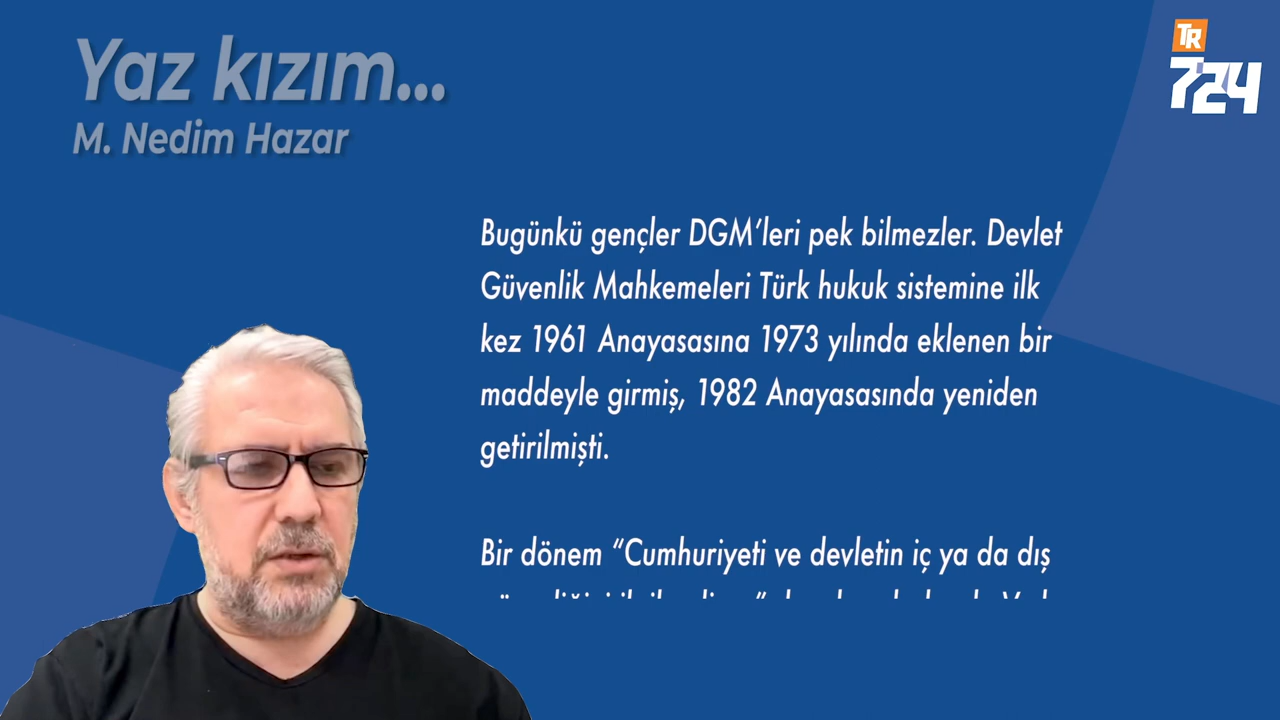 Yaz kızım...
M. Nedim Hazar
TR
724
Bugünkü gençler DGM’leri pek bilmezler. Devlet
Güvenlik Mahkemeleri Türk hukuk sistemine ilk
kez 1961 Anayasasına 1973 yılında eklenen bir
maddeyle girmiş, 1982 Anayasasında yeniden
getirilmişti.
Bir dönem “Cumhuriyeti ve devletin iç ya da dış